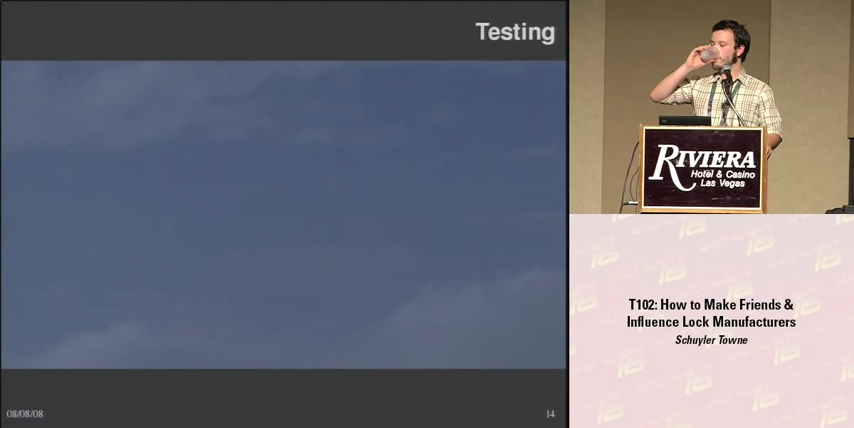 Testing
08/08/08
14
RIVIERA
Hotel & Casino
Las Vegas
T102: How to Make Friends &
Influence Lock Manufacturers
Schuyler Towne